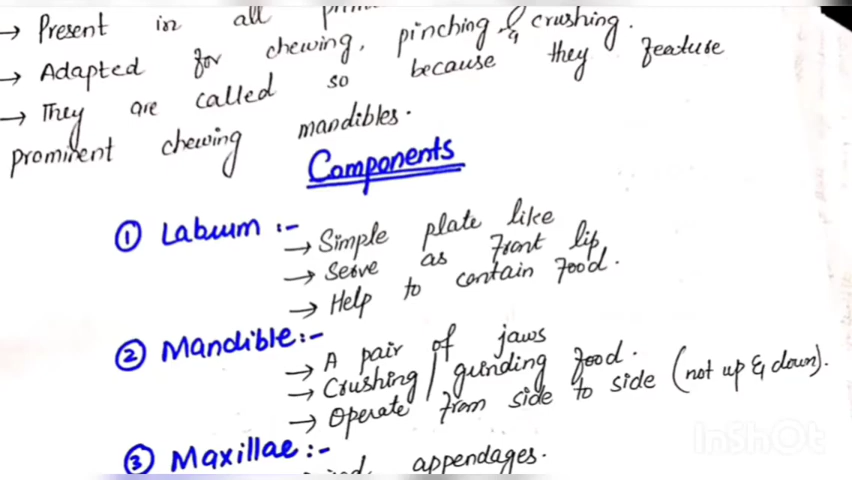 → Present in all
→ Adapted for chewing, pinching & crushing.
→ They are called so because they feature
prominent chewing mandibles.
Components
① Labuum :-
→ Simple plate like
→ Serve as Front lip
→ Help to contain Food.
② Mandible :-
→ A pair of jaws
→ Crushing / grinding food.
→ Operate from side to side (not up & down).
③ Maxillae :-
appendages.
InShOt